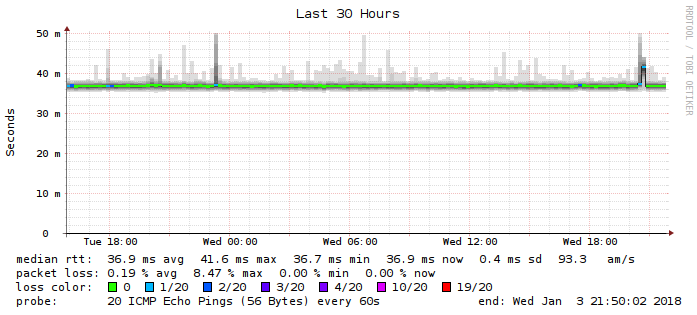 Last 30 Hours
RRDTOOL / TOBI OETIKER
Seconds
50 m
40 m
30 m
20 m
10 m
0
Tue 18:00 Wed 00:00 Wed 06:00 Wed 12:00 Wed 18:00
median rtt: 36.9 ms avg 41.6 ms max 36.7 ms min 36.9 ms now 0.4 ms sd 93.3 am/s
packet loss: 0.19 % avg 8.47 % max 0.00 % min 0.00 % now
loss color: 0 1/20 2/20 3/20 4/20 10/20 19/20
probe: 20 ICMP Echo Pings (56 Bytes) every 60s end: Wed Jan 3 21:50:02 2018